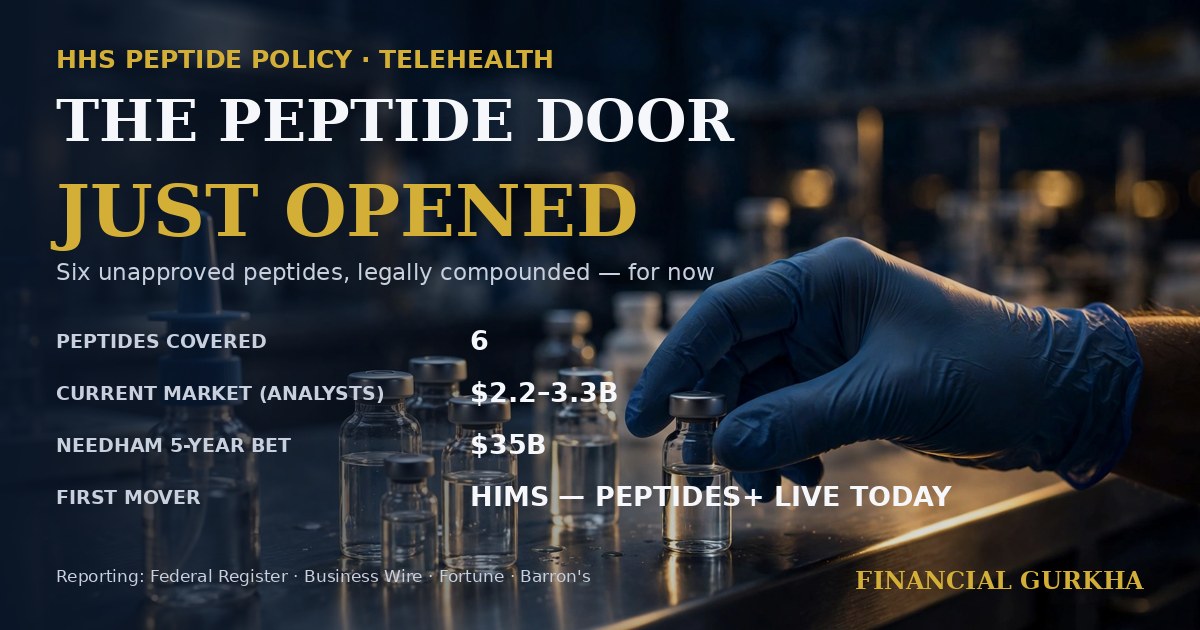 HHS PEPTIDE POLICY · TELEHEALTH
THE PEPTIDE DOOR
JUST OPENED
Six unapproved peptides, legally compounded — for now
PEPTIDES COVERED 6
CURRENT MARKET (ANALYSTS) $2.2–3.3B
NEEDHAM 5-YEAR BET $35B
FIRST MOVER HIMS — PEPTIDES+ LIVE TODAY
Reporting: Federal Register · Business Wire · Fortune · Barron's
FINANCIAL GURKHA